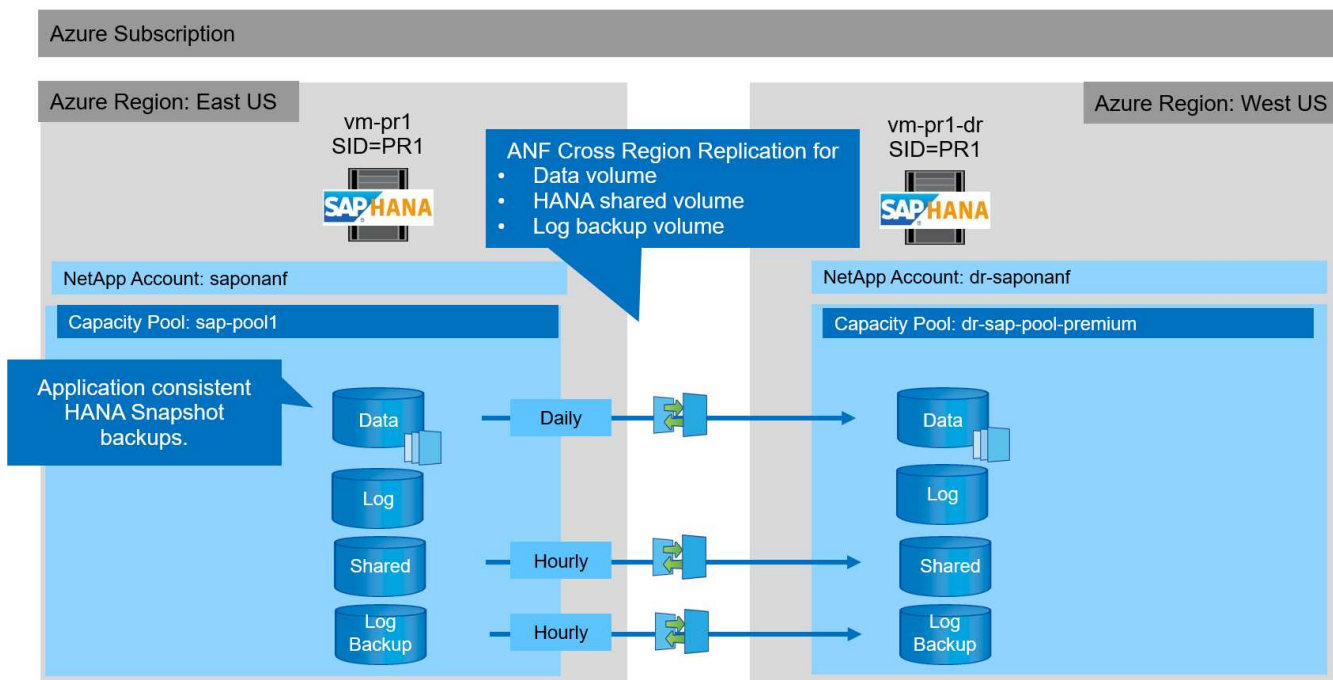 Azure Subscription
Azure Region: East US
Azure Region: West US
vm-pr1
SID=PR1
SAP HANA
ANF Cross Region Replication for
• Data volume
• HANA shared volume
• Log backup volume
vm-pr1-dr
SID=PR1
SAP HANA
NetApp Account: saponanf
NetApp Account: dr-saponanf
Capacity Pool: sap-pool1
Capacity Pool: dr-sap-pool-premium
Application consistent
HANA Snapshot
backups.
Data
Daily
Data
Log
Log
Shared
Hourly
Shared
Log
Backup
Hourly
Log
Backup